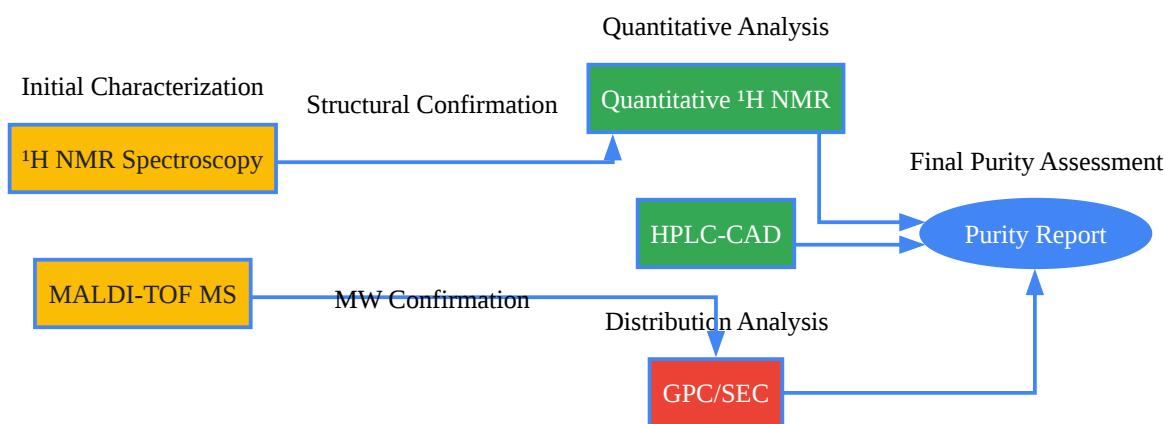 Quantitative Analysis
Initial Characterization
Structural Confirmation
Quantitative ¹H NMR
¹H NMR Spectroscopy
Final Purity Assessment
HPLC-CAD
Purity Report
MALDI-TOF MS
MW Confirmation
Distribution Analysis
GPC/SEC